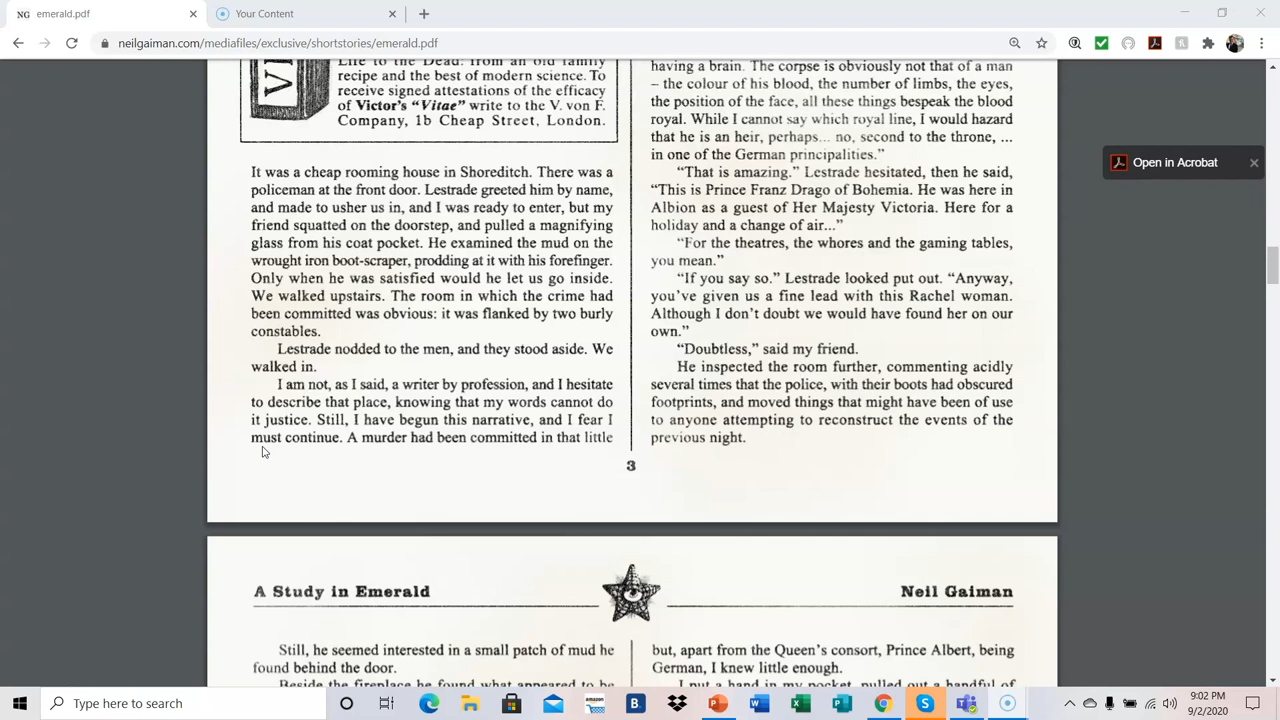 emerald.pdf
Your Content
neilgaiman.com/mediafiles/exclusive/shortstories/emerald.pdf
Open in Acrobat
Life to the Dead: from an old family
recipe and the best of modern science. To
receive signed attestations of the efficacy
of Victor's "Vitae" write to the V. von F.
Company, 1b Cheap Street, London.
It was a cheap rooming house in Shoreditch. There was a
policeman at the front door. Lestrade greeted him by name,
and made to usher us in, and I was ready to enter, but my
friend squatted on the doorstep, and pulled a magnifying
glass from his coat pocket. He examined the mud on the
wrought iron boot-scraper, prodding at it with his forefinger.
Only when he was satisfied would he let us go inside.
We walked upstairs. The room in which the crime had
been committed was obvious: it was flanked by two burly
constables.
Lestrade nodded to the men, and they stood aside. We
walked in.
I am not, as I said, a writer by profession, and I hesitate
to describe that place, knowing that my words cannot do
it justice. Still, I have begun this narrative, and I fear I
must continue. A murder had been committed in that little
having a brain. The corpse is obviously not that of a man
– the colour of his blood, the number of limbs, the eyes,
the position of the face, all these things bespeak the blood
royal. While I cannot say which royal line, I would hazard
that he is an heir, perhaps... no, second to the throne, ...
in one of the German principalities."
"That is amazing." Lestrade hesitated, then he said,
"This is Prince Franz Drago of Bohemia. He was here in
Albion as a guest of Her Majesty Victoria. Here for a
holiday and a change of air..."
"For the theatres, the whores and the gaming tables,
you mean."
"If you say so." Lestrade looked put out. "Anyway,
you've given us a fine lead with this Rachel woman.
Although I don't doubt we would have found her on our
own."
"Doubtless," said my friend.
He inspected the room further, commenting acidly
several times that the police, with their boots had obscured
footprints, and moved things that might have been of use
to anyone attempting to reconstruct the events of the
previous night.
3
A Study in Emerald
Neil Gaiman
Still, he seemed interested in a small patch of mud he
found behind the door.
Beside the fireplace he found what appeared to be
but, apart from the Queen's consort, Prince Albert, being
German, I knew little enough.
I put a hand in my pocket, pulled out a handful of
Type here to search
9:02 PM
9/2/2020